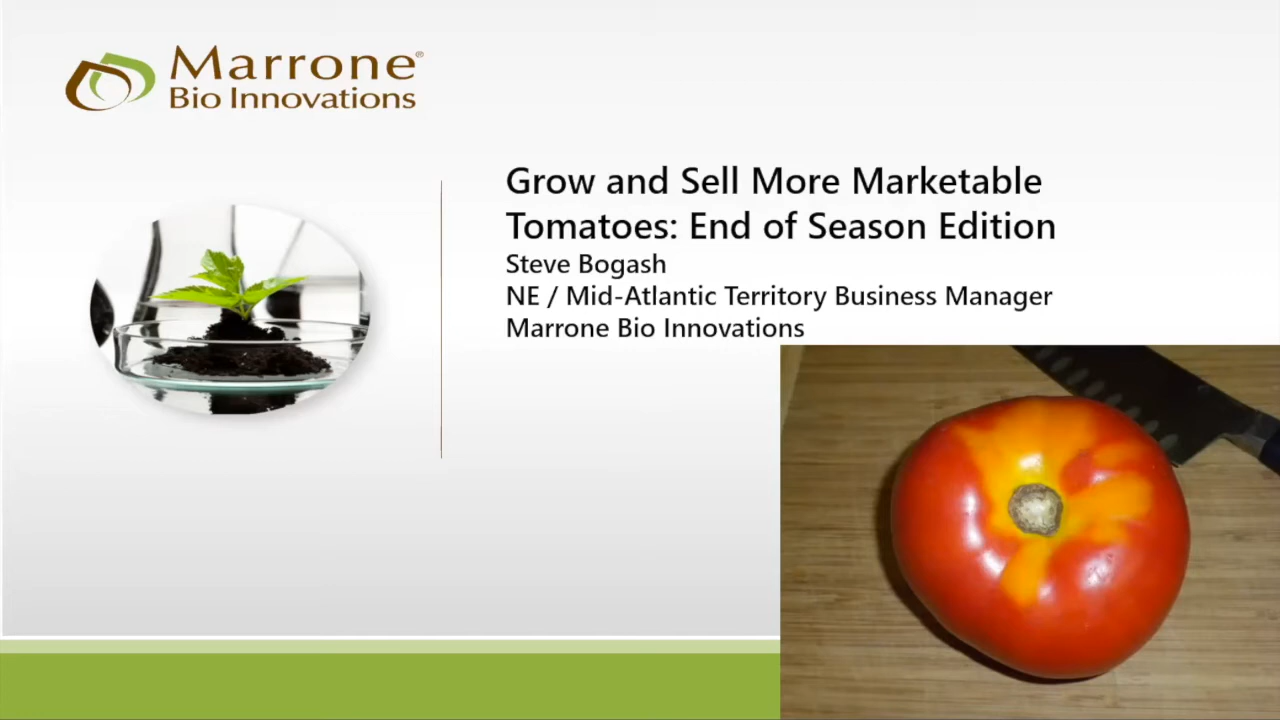 Marrone®
Bio Innovations
Grow and Sell More Marketable
Tomatoes: End of Season Edition
Steve Bogash
NE / Mid-Atlantic Territory Business Manager
Marrone Bio Innovations